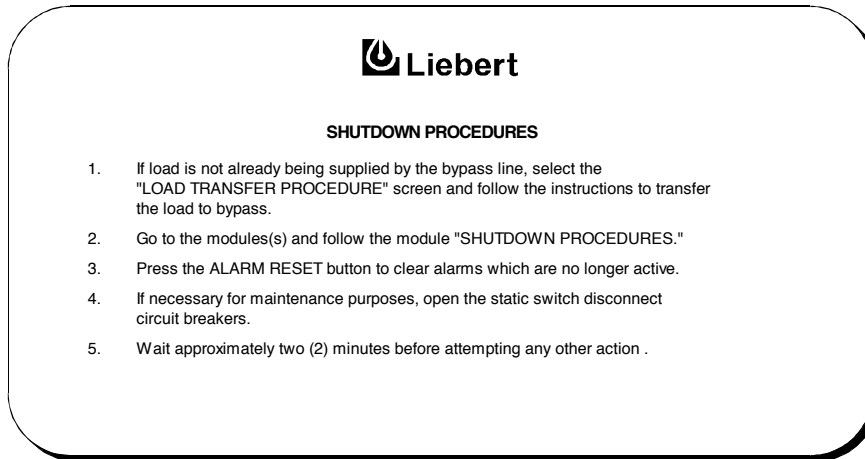 Liebert
SHUTDOWN PROCEDURES
1. If load is not already being supplied by the bypass line, select the
"LOAD TRANSFER PROCEDURE" screen and follow the instructions to transfer
the load to bypass.
2. Go to the modules(s) and follow the module "SHUTDOWN PROCEDURES."
3. Press the ALARM RESET button to clear alarms which are no longer active.
4. If necessary for maintenance purposes, open the static switch disconnect
circuit breakers.
5. Wait approximately two (2) minutes before attempting any other action .